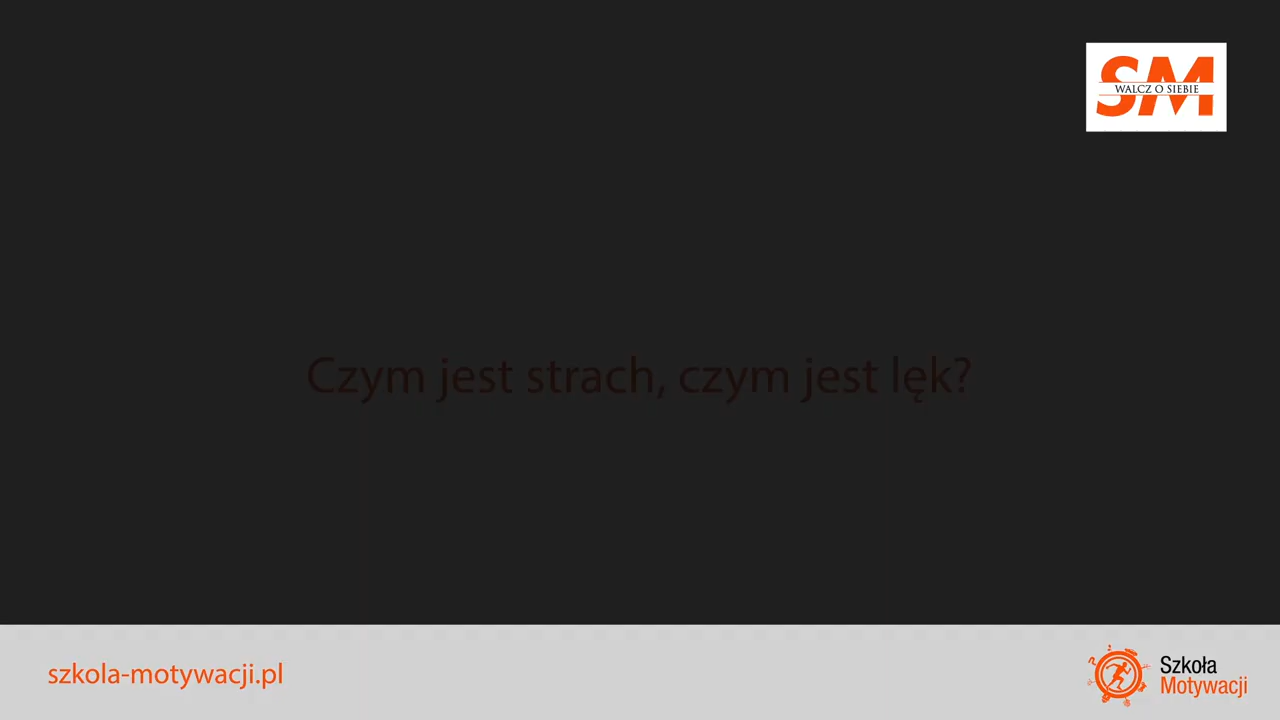 SM
WALCZ O SIEBIE
Czym jest strach, czym jest lęk?
szkola-motywacji.pl
Szkoła
Motywacji